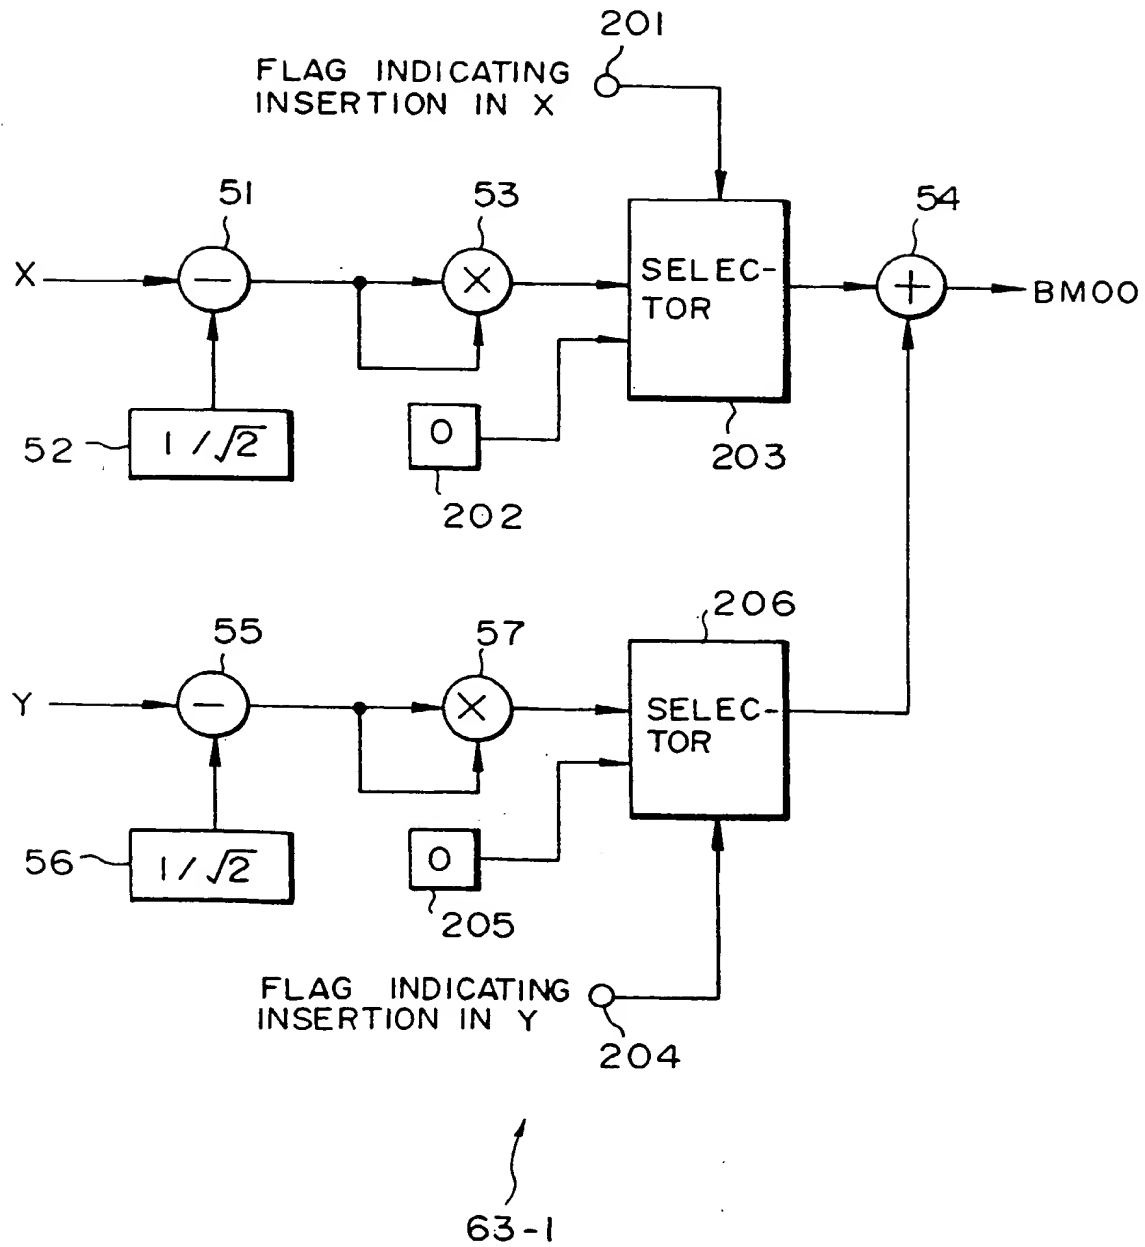 201
FLAG INDICATING
INSERTION IN X
51
53
54
X
−
×
SELEC-
TOR
+
BM00
52
1/√2
0
203
202
206
55
57
Y
−
×
SELEC-
TOR
56
1/√2
0
205
FLAG INDICATING
INSERTION IN Y
204
63-1